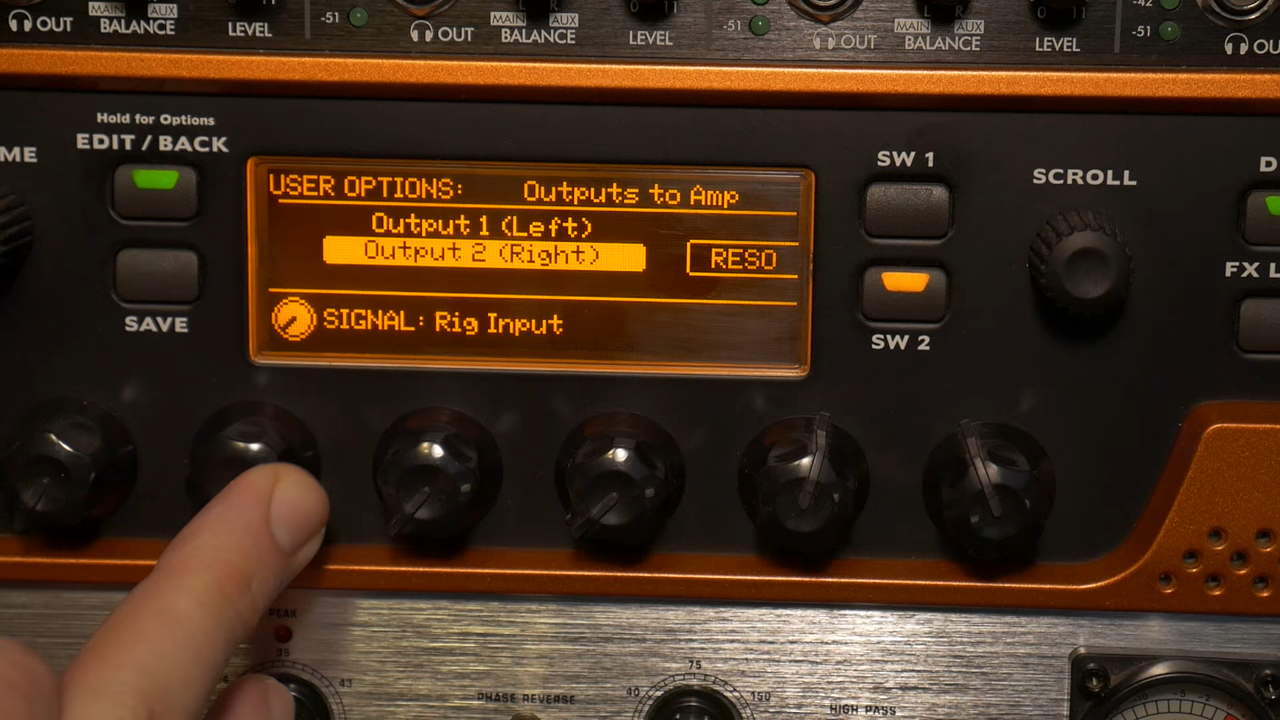 -51
-51
-42
-51
OUT
MAIN AUX
BALANCE
LEVEL
OUT
MAIN AUX
BALANCE
LEVEL
OUT
MAIN AUX
BALANCE
LEVEL
Hold for Options
EDIT / BACK
SAVE
USER OPTIONS: Outputs to Amp
Output 1 (Left)
Output 2 (Right)
RESO
SIGNAL: Rig Input
SW 1
SW 2
SCROLL
PEAK
35
43
PHASE REVERSE
75
40
150
HIGH PASS